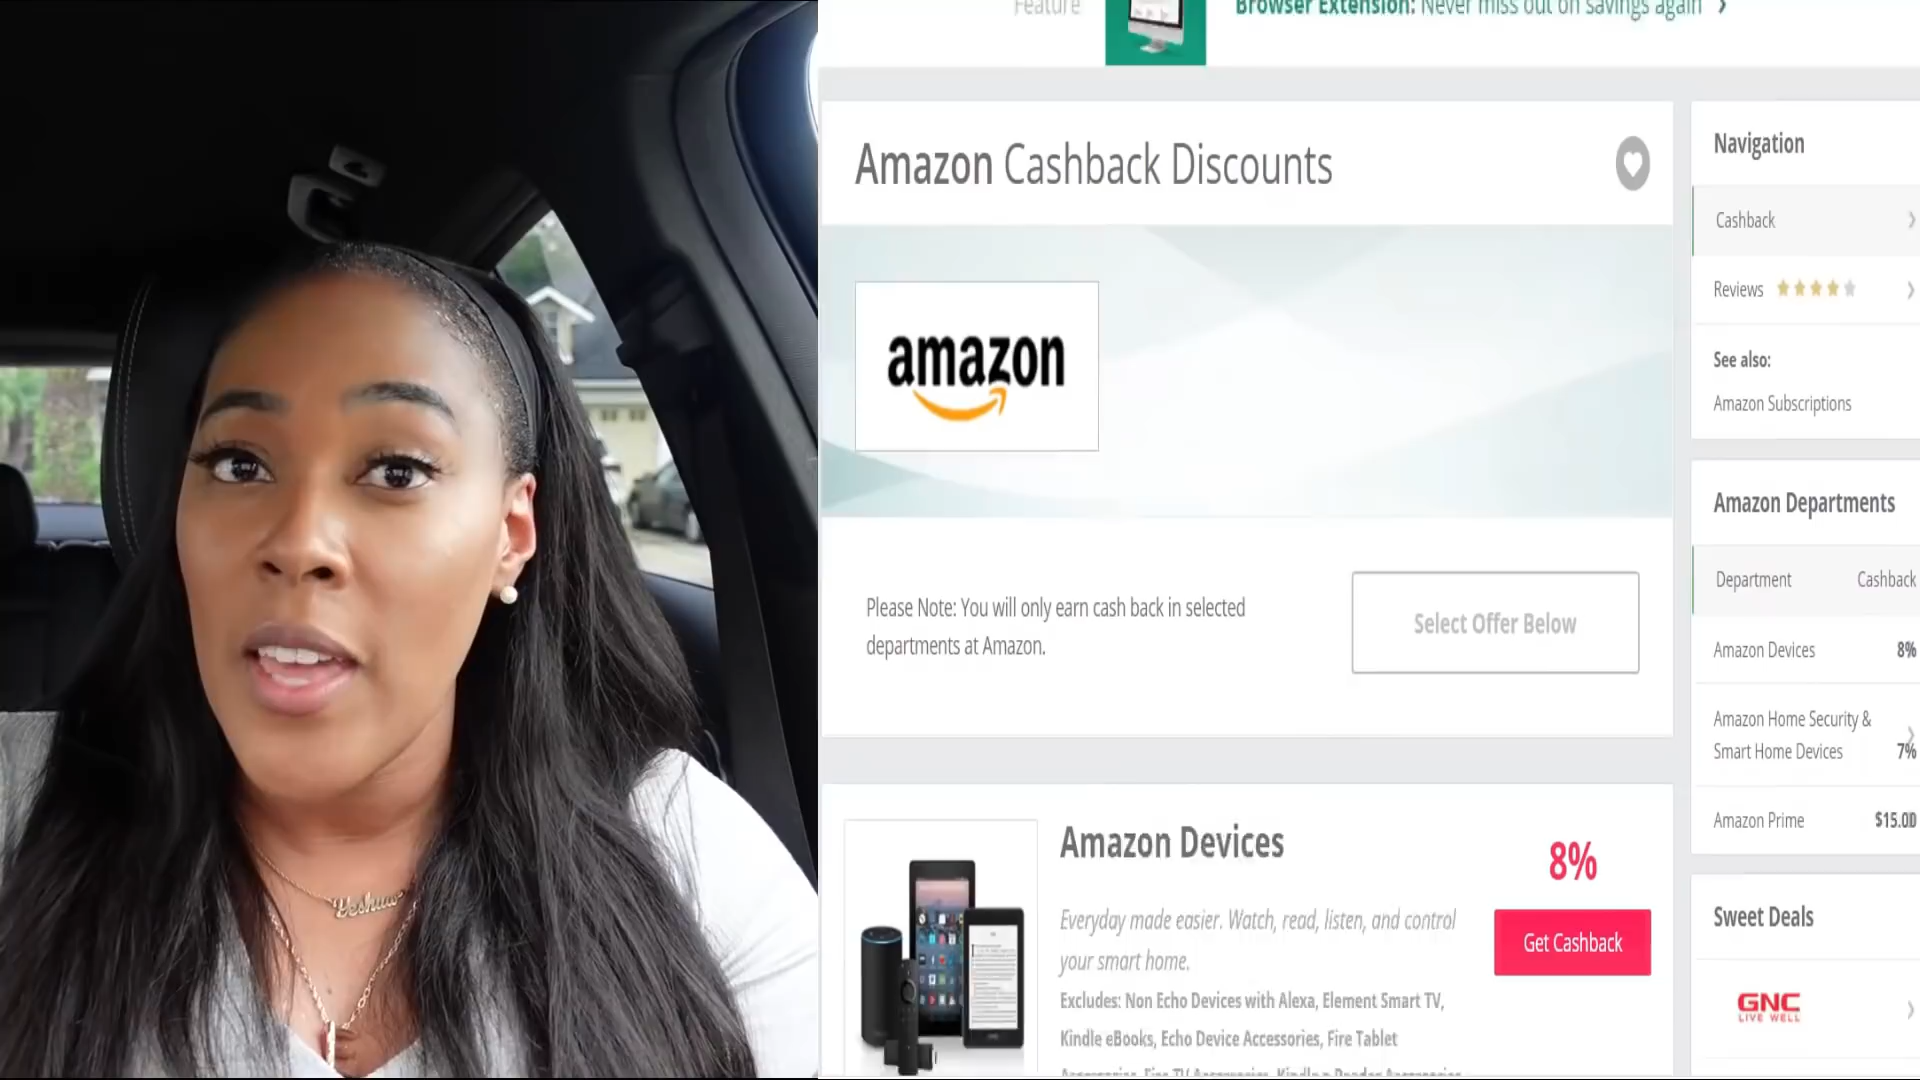 Feature
Browser Extension: Never miss out on savings again
Amazon Cashback Discounts
amazon
Please Note: You will only earn cash back in selected
departments at Amazon.
Select Offer Below
Amazon Devices
8%
Everyday made easier. Watch, read, listen, and control
your smart home.
Get Cashback
Excludes: Non Echo Devices with Alexa, Element Smart TV,
Kindle eBooks, Echo Device Accessories, Fire Tablet
Navigation
Cashback
Reviews
See also:
Amazon Subscriptions
Amazon Departments
Department Cashback
Amazon Devices 8%
Amazon Home Security &
Smart Home Devices 7%
Amazon Prime $15.00
Sweet Deals
GNC
LIVE WELL
Yeshua